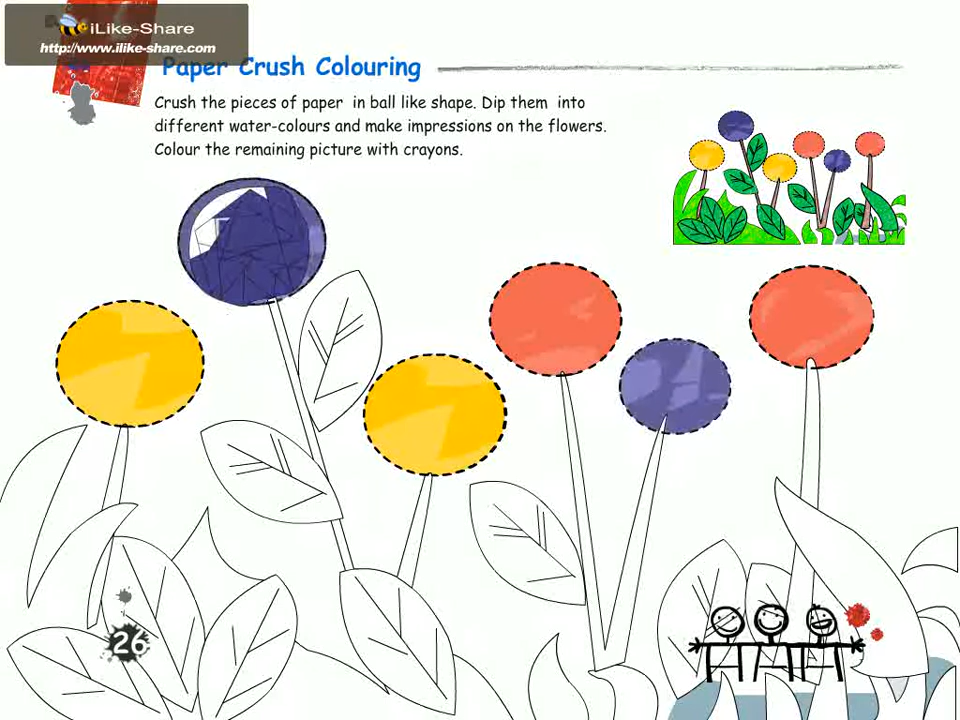 iLike-Share
http://www.ilike-share.com
Paper Crush Colouring
Crush the pieces of paper in ball like shape. Dip them into
different water-colours and make impressions on the flowers.
Colour the remaining picture with crayons.
26